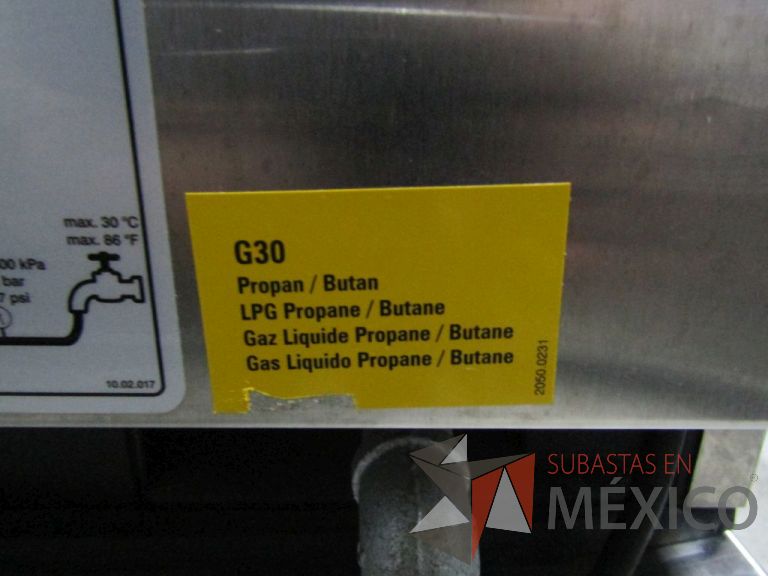 max. 30 °C
max. 86 °F
00 kPa
bar
7 psi
10.02.017
G30
Propan / Butan
LPG Propane / Butane
Gaz Liquide Propane / Butane
Gas Liquido Propane / Butane
2050 0231
SUBASTAS EN
MÉXICO®